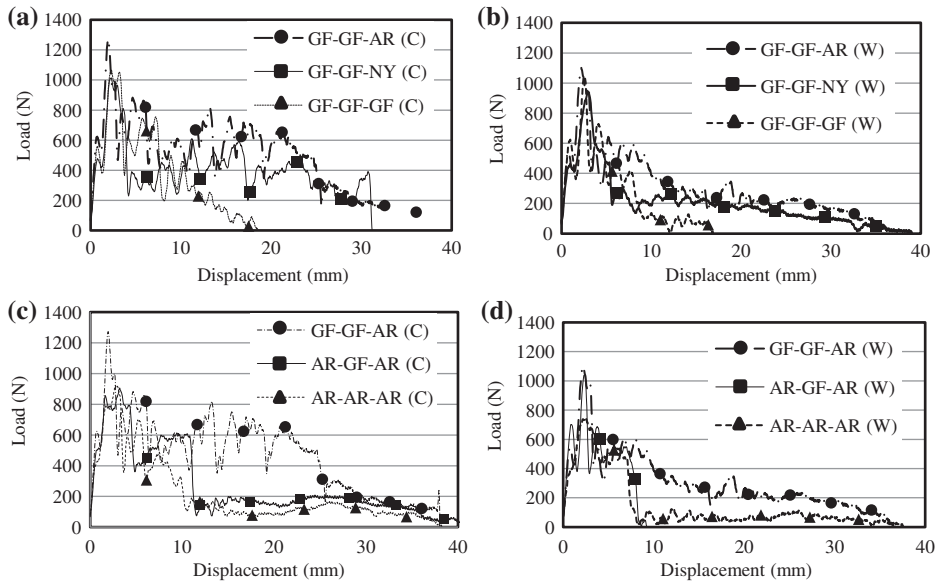 (a)
1400
1200
1000
800
600
400
200
0
Load (N)
GF-GF-AR (C)
GF-GF-NY (C)
GF-GF-GF (C)
0 10 20 30 40
Displacement (mm)
(b)
1400
1200
1000
800
600
400
200
0
Load (N)
GF-GF-AR (W)
GF-GF-NY (W)
GF-GF-GF (W)
0 10 20 30 40
Displacement (mm)
(c)
1400
1200
1000
800
600
400
200
0
Load (N)
GF-GF-AR (C)
AR-GF-AR (C)
AR-AR-AR (C)
0 10 20 30 40
Displacement (mm)
(d)
1400
1200
1000
800
600
400
200
0
Load (N)
GF-GF-AR (W)
AR-GF-AR (W)
AR-AR-AR (W)
0 10 20 30 40
Displacement (mm)